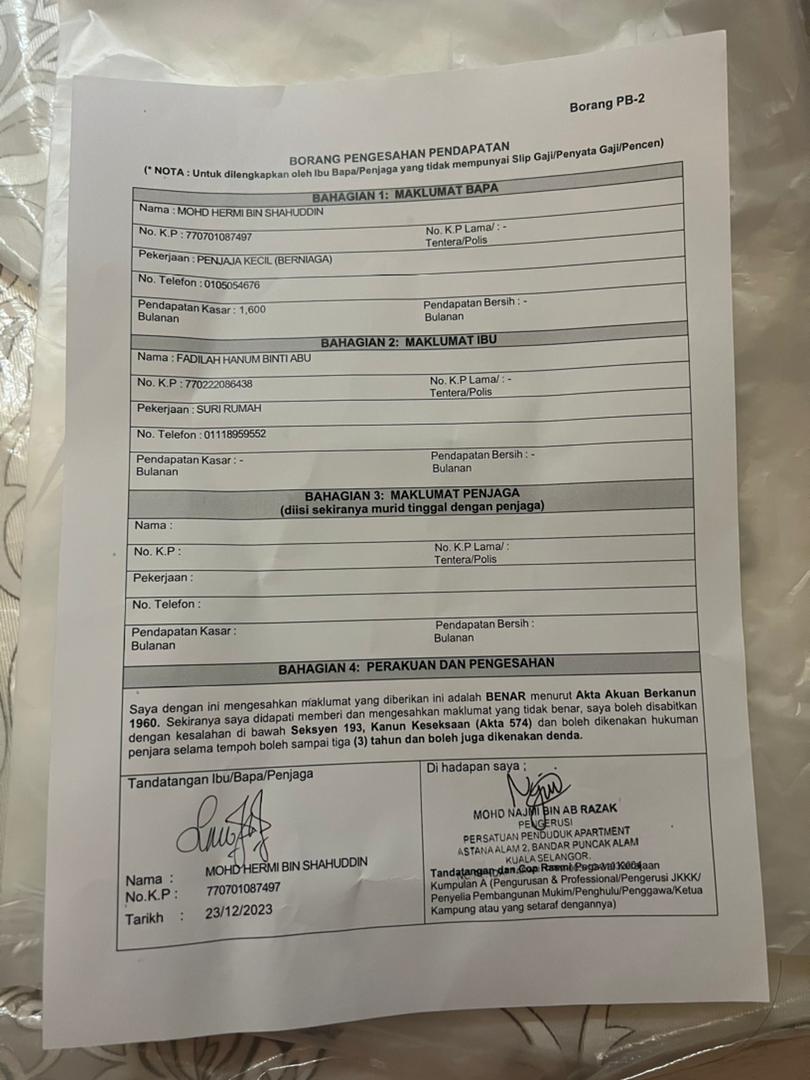 Borang PB-2
BORANG PENGESAHAN PENDAPATAN
(* NOTA : Untuk dilengkapkan oleh Ibu Bapa/Penjaga yang tidak mempunyai Slip Gaji/Penyata Gaji/Pencen)
BAHAGIAN 1: MAKLUMAT BAPA
Nama : MOHD HERMI BIN SHAHUDDIN
No. K.P : 770701087497
No. K.P Lama/ : -
Tentera/Polis
Pekerjaan : PENJAJA KECIL (BERNIAGA)
No. Telefon : 0105054676
Pendapatan Kasar : 1,600
Bulanan
Pendapatan Bersih : -
Bulanan
BAHAGIAN 2: MAKLUMAT IBU
Nama : FADILAH HANUM BINTI ABU
No. K.P : 770222086438
No. K.P Lama/ : -
Tentera/Polis
Pekerjaan : SURI RUMAH
No. Telefon : 01118959552
Pendapatan Kasar : -
Bulanan
Pendapatan Bersih : -
Bulanan
BAHAGIAN 3: MAKLUMAT PENJAGA
(diisi sekiranya murid tinggal dengan penjaga)
Nama :
No. K.P :
No. K.P Lama/ :
Tentera/Polis
Pekerjaan :
No. Telefon :
Pendapatan Kasar :
Bulanan
Pendapatan Bersih :
Bulanan
BAHAGIAN 4: PERAKUAN DAN PENGESAHAN
Saya dengan ini mengesahkan maklumat yang diberikan ini adalah BENAR menurut Akta Akuan Berkanun
1960. Sekiranya saya didapati memberi dan mengesahkan maklumat yang tidak benar, saya boleh disabitkan
dengan kesalahan di bawah Seksyen 193, Kanun Keseksaan (Akta 574) dan boleh dikenakan hukuman
penjara selama tempoh boleh sampai tiga (3) tahun dan boleh juga dikenakan denda.
Tandatangan Ibu/Bapa/Penjaga
Nama : MOHD HERMI BIN SHAHUDDIN
No.K.P : 770701087497
Tarikh : 23/12/2023
Di hadapan saya :
MOHD NAJMI BIN AB RAZAK
PENGERUSI
PERSATUAN PENDUDUK APARTMENT
ASTANA ALAM 2, BANDAR PUNCAK ALAM
KUALA SELANGOR.
Tandatangan dan Cop Rasmi Pegawai Kerajaan
Kumpulan A (Pengurusan & Professional/Pengerusi JKKK/
Penyelia Pembangunan Mukim/Penghulu/Penggawa/Ketua
Kampung atau yang setaraf dengannya)